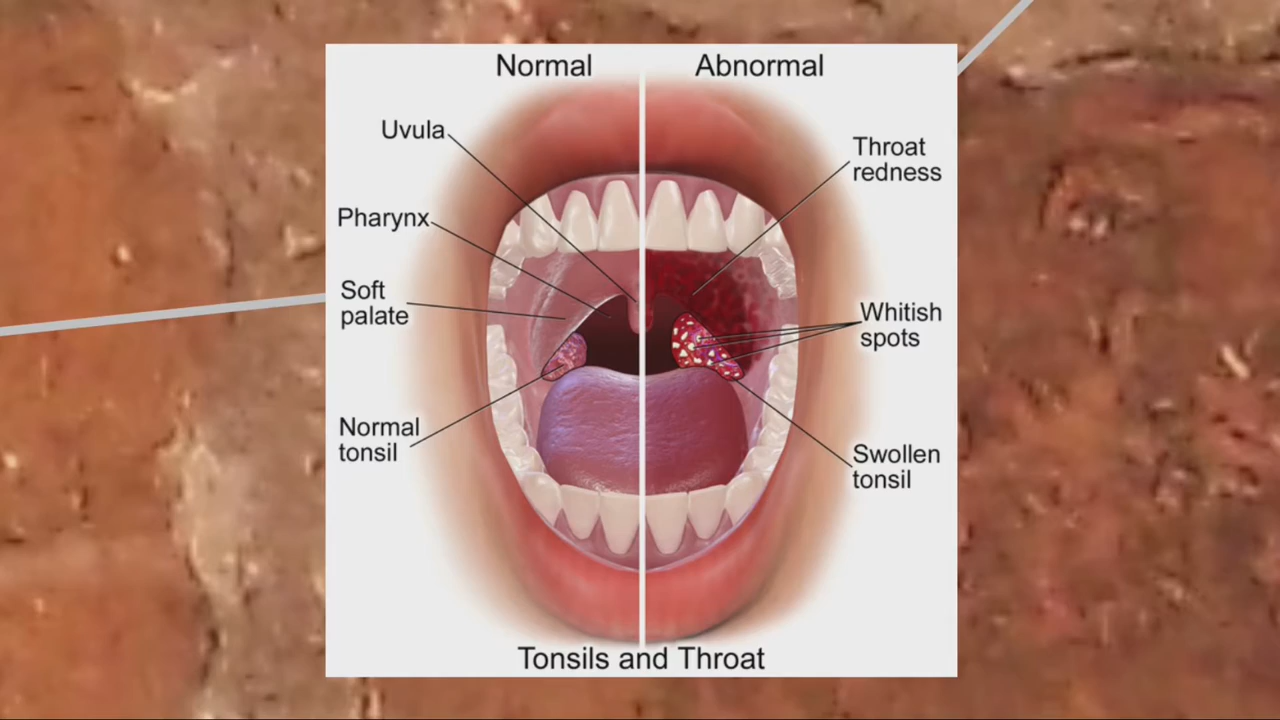 Normal
Abnormal
Uvula
Pharynx
Soft
palate
Normal
tonsil
Throat
redness
Whitish
spots
Swollen
tonsil
Tonsils and Throat